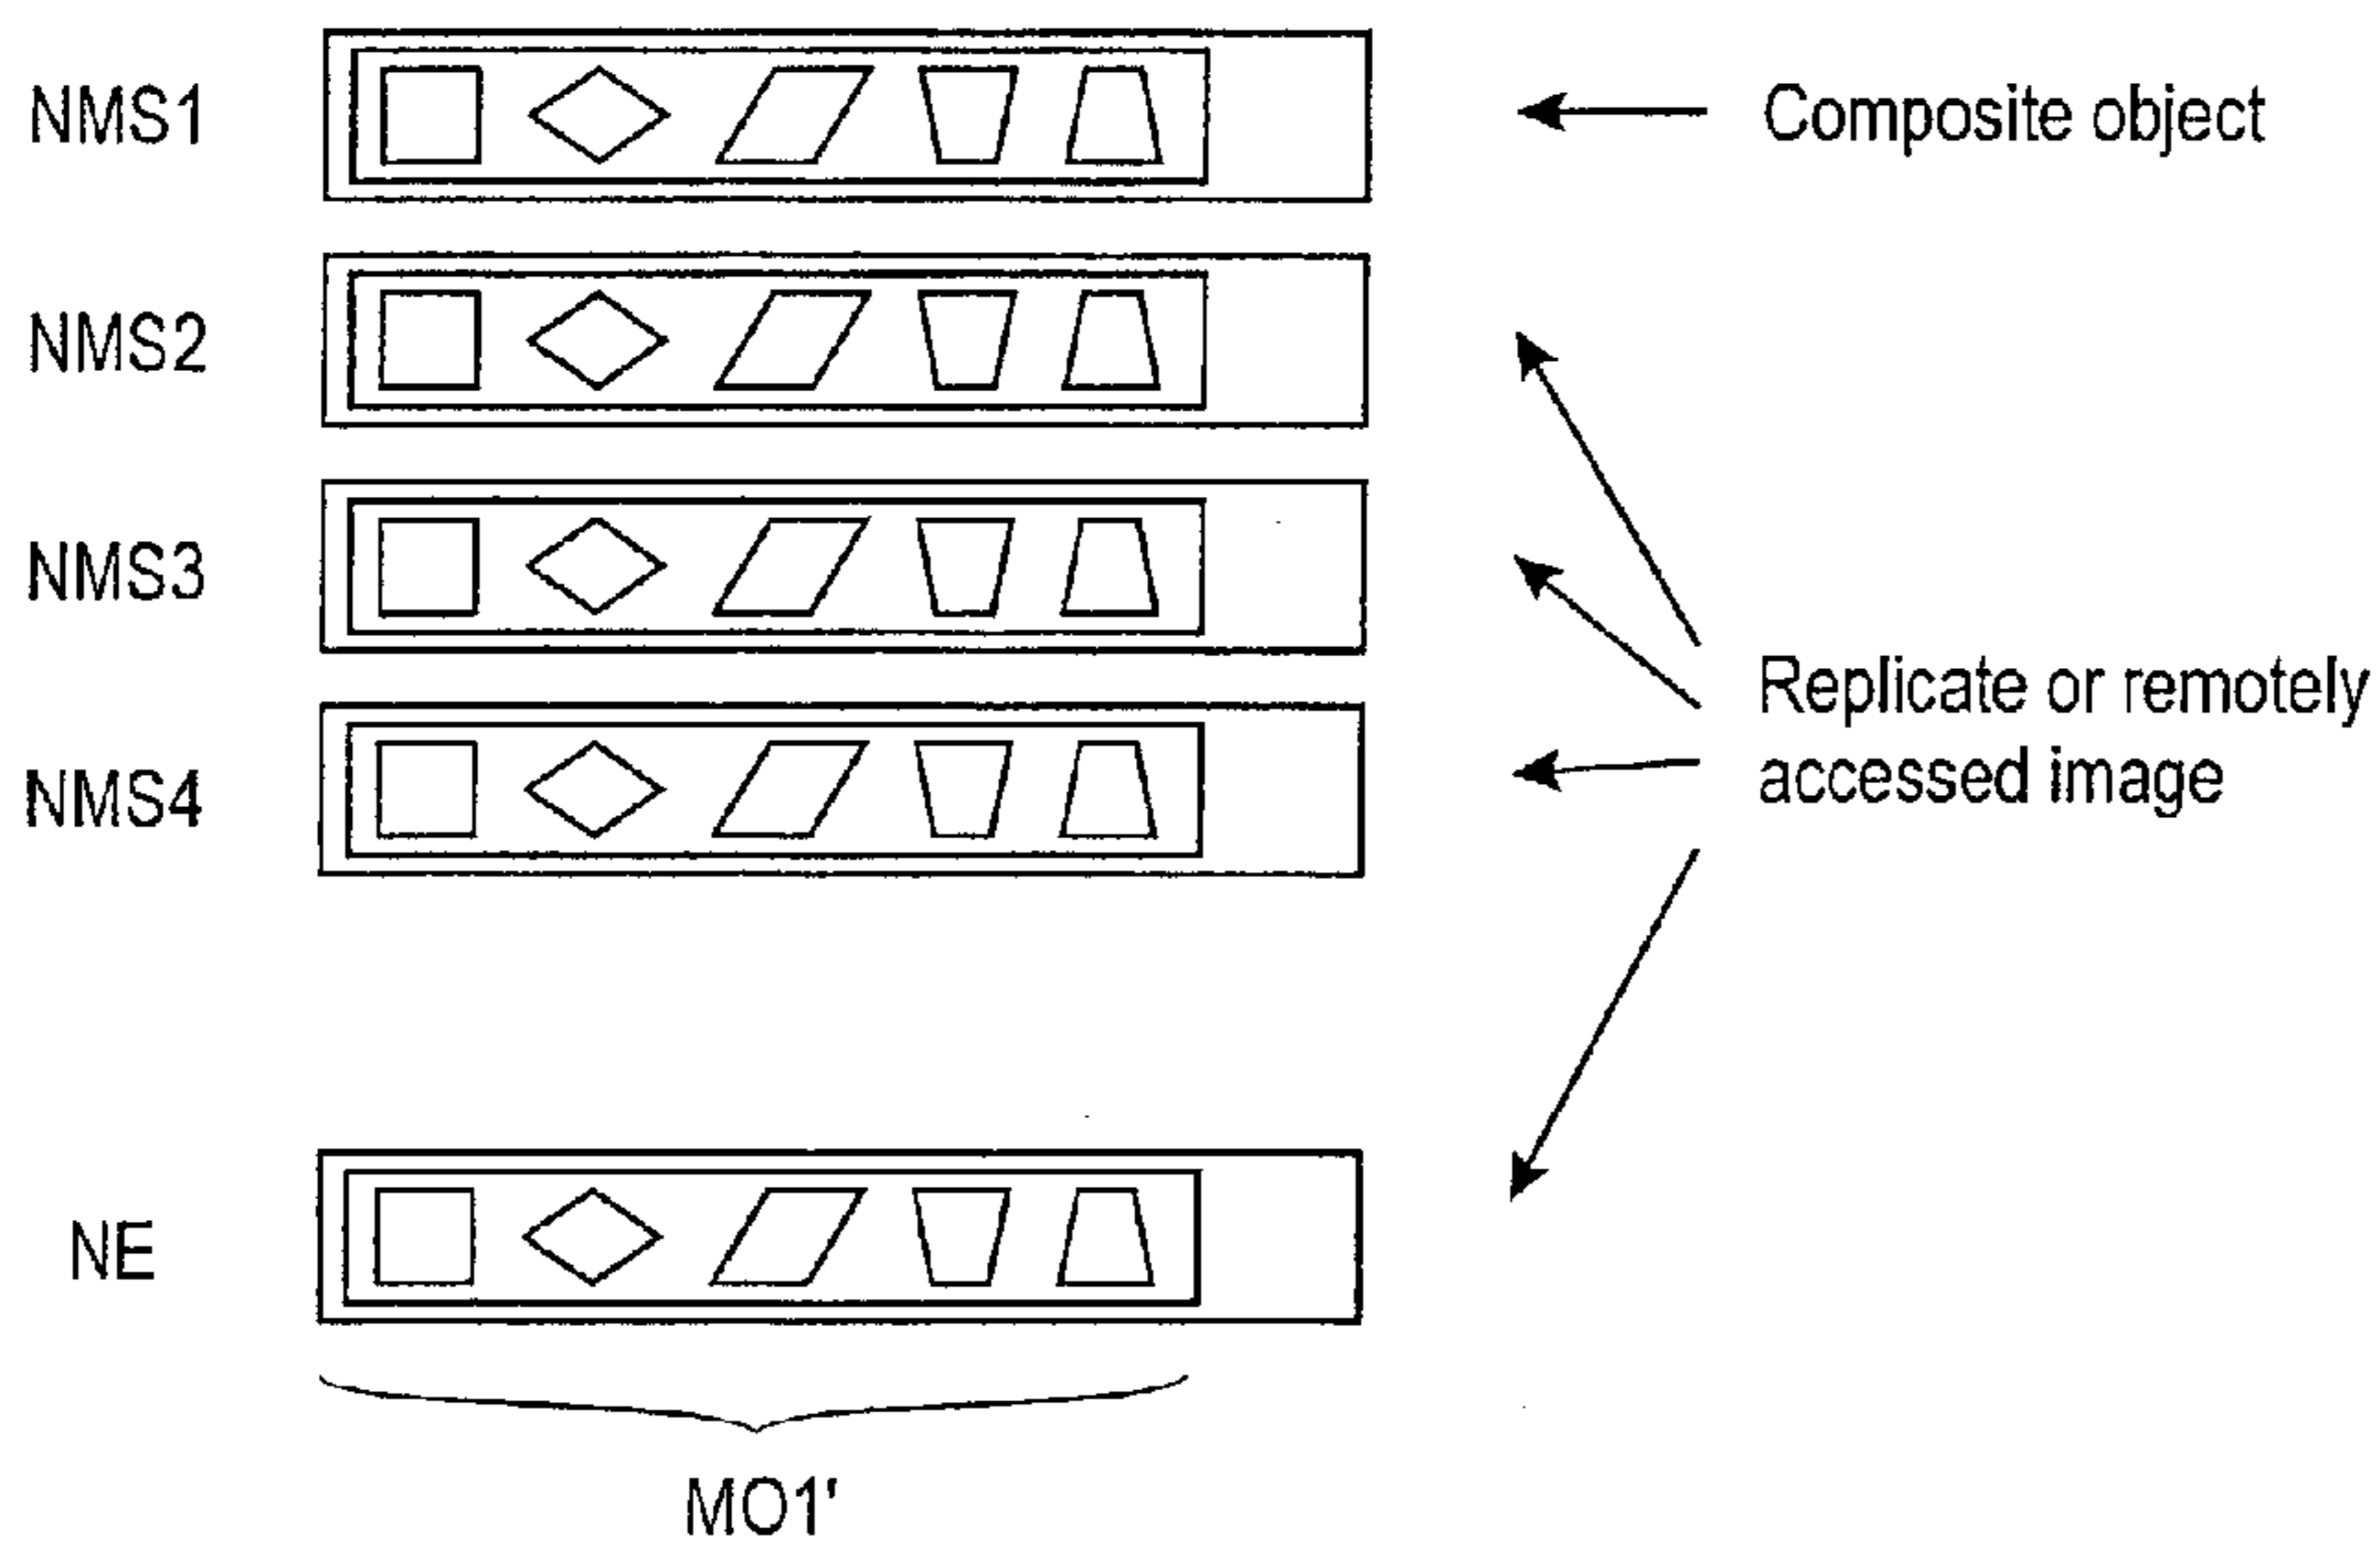 NMS1
Composite object
NMS2
NMS3
Replicate or remotely
accessed image
NMS4
NE
MO1'